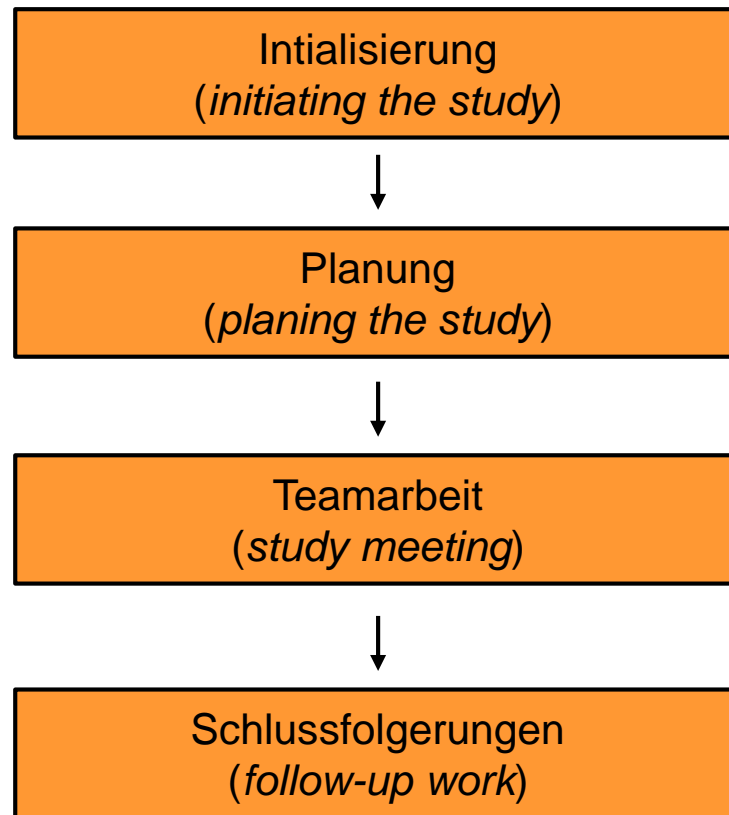 Intialisierung
(initiating the study)
Planung
(planing the study)
Teamarbeit
(study meeting)
Schlussfolgerungen
(follow-up work)